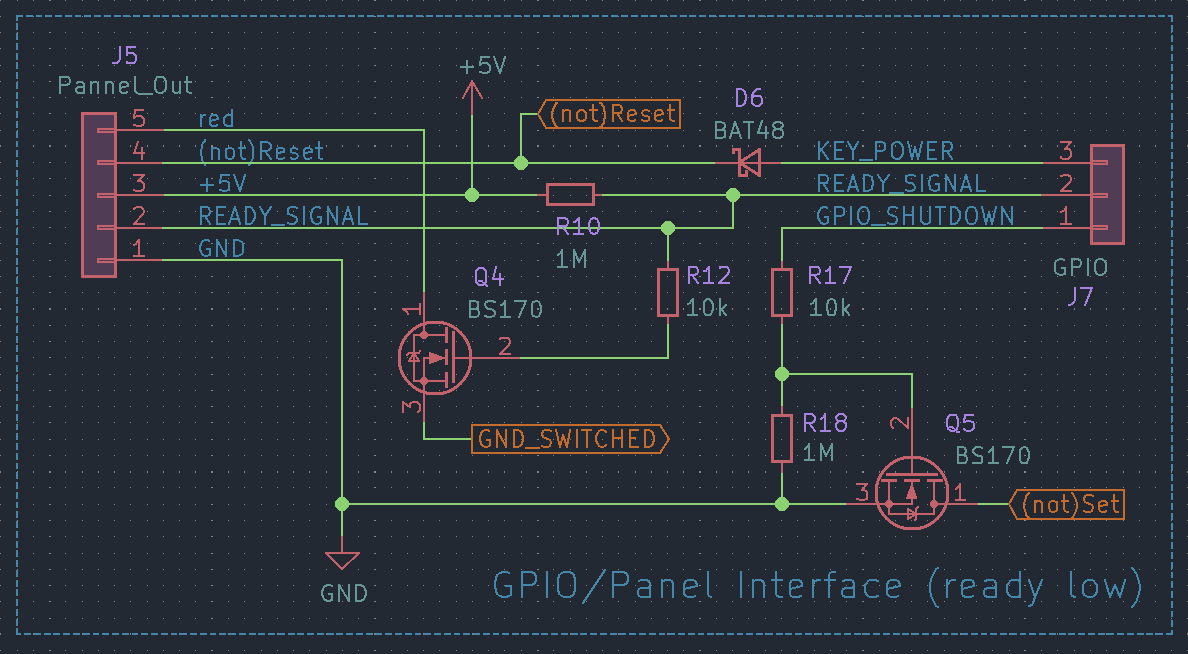 J5
Pannel_Out
+5V
(not)Reset
D6
BAT48
5 red
4 (not)Reset
KEY_POWER 3
3 +5V
READY_SIGNAL 2
2 READY_SIGNAL
R10
GPIO_SHUTDOWN 1
1 GND
1M
GPIO
J7
Q4
BS170
R12
10k
R17
10k
1
2
3
GND_SWITCHED
R18
1M
2
Q5
BS170
3
1
(not)Set
GND
GPIO/Panel Interface (ready low)